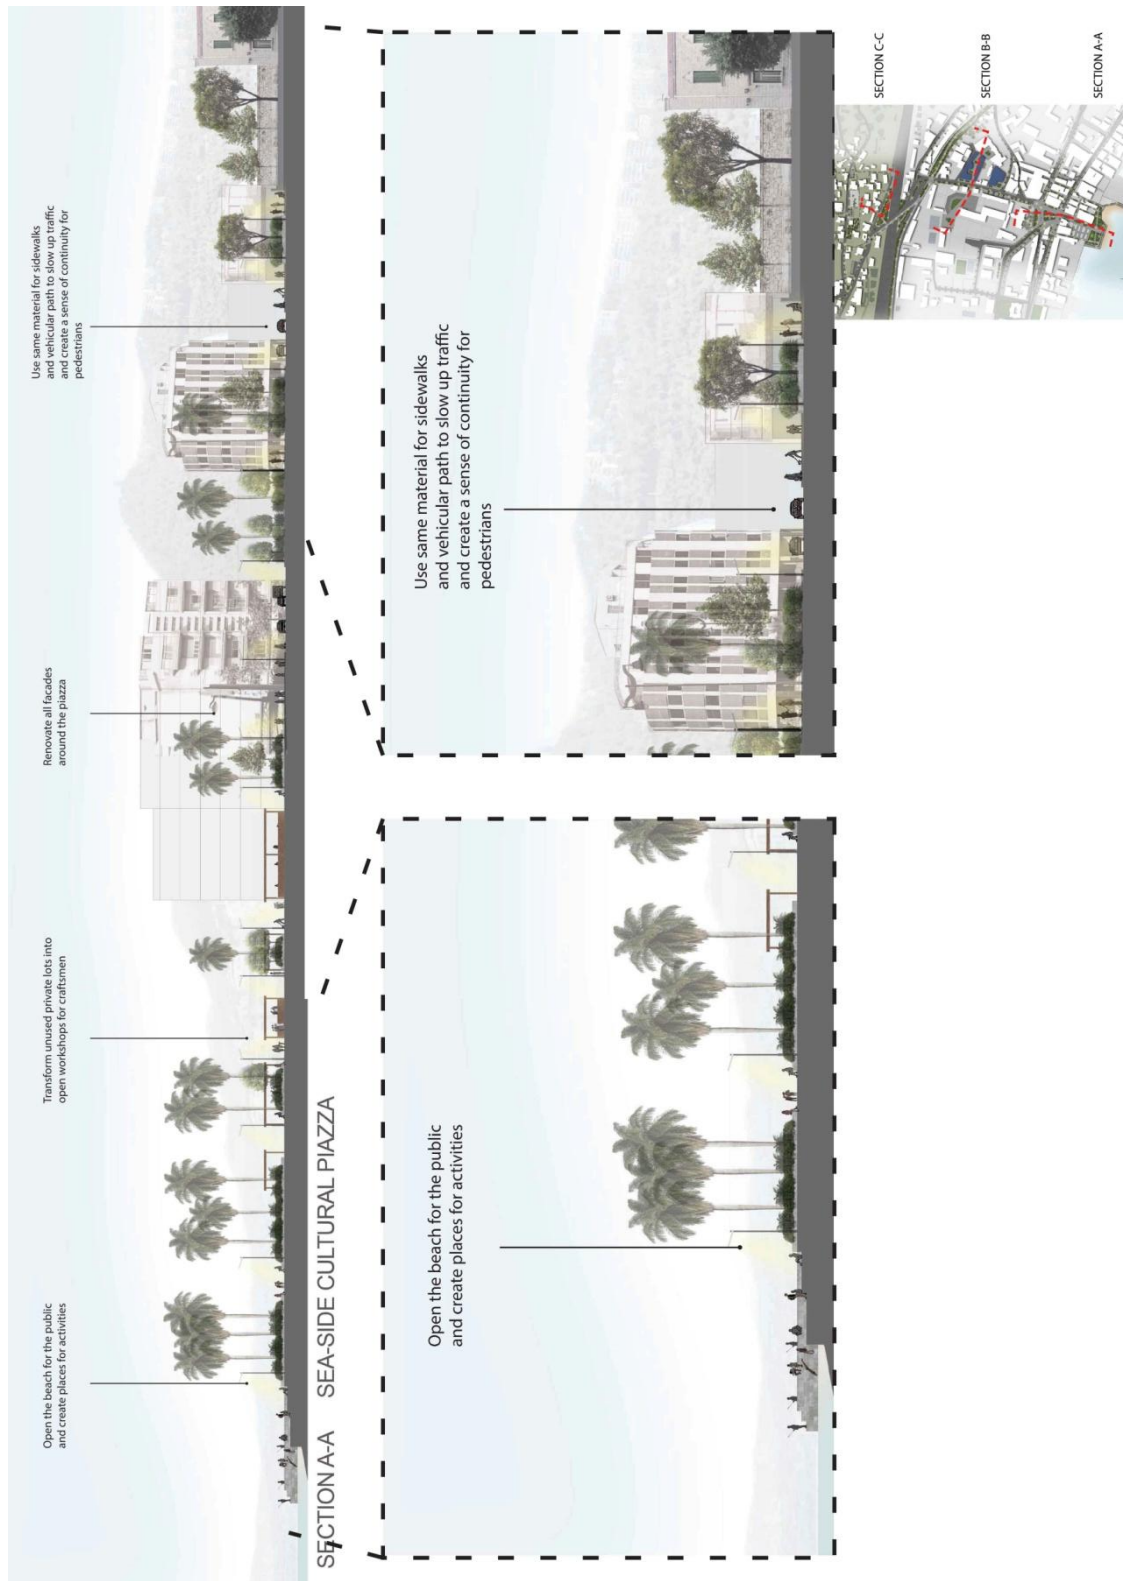 Open the beach for the public
and create places for activities
Transform unused private lots into
open workshops for craftsmen
Renovate all facades
around the piazza
Use same material for sidewalks
and vehicular path to slow up traffic
and create a sense of continuity for
pedestrians
SECTION A-A SEA-SIDE CULTURAL PIAZZA
Open the beach for the public
and create places for activities
Use same material for sidewalks
and vehicular path to slow up traffic
and create a sense of continuity for
pedestrians
SECTION C-C
SECTION B-B
SECTION A-A